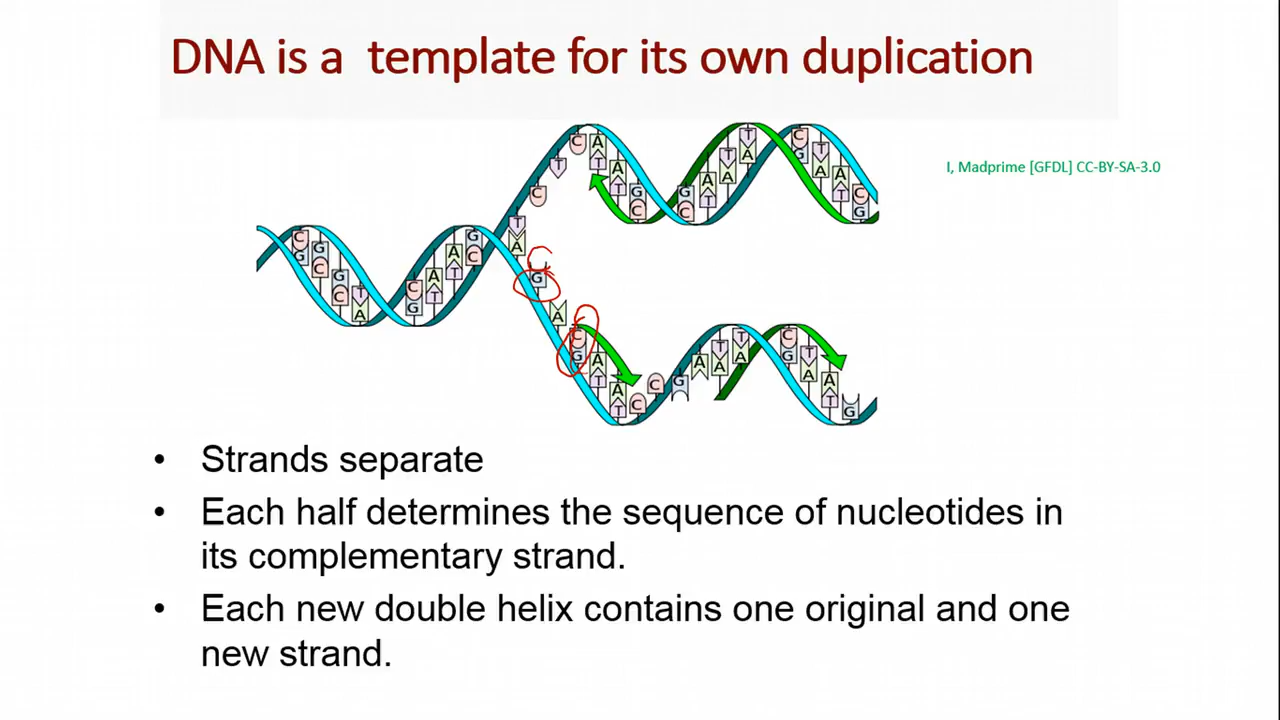 DNA is a template for its own duplication
I, Madprime [GFDL] CC-BY-SA-3.0
C A T C G T A
T T A A C G G T A A C
C A T G C G A T T A T A C G
C G G C G C T A C G A T A T G C T A
C
G
A
C G A T A T C C G A T A T A C G T A A T G
• Strands separate
• Each half determines the sequence of nucleotides in
its complementary strand.
• Each new double helix contains one original and one
new strand.